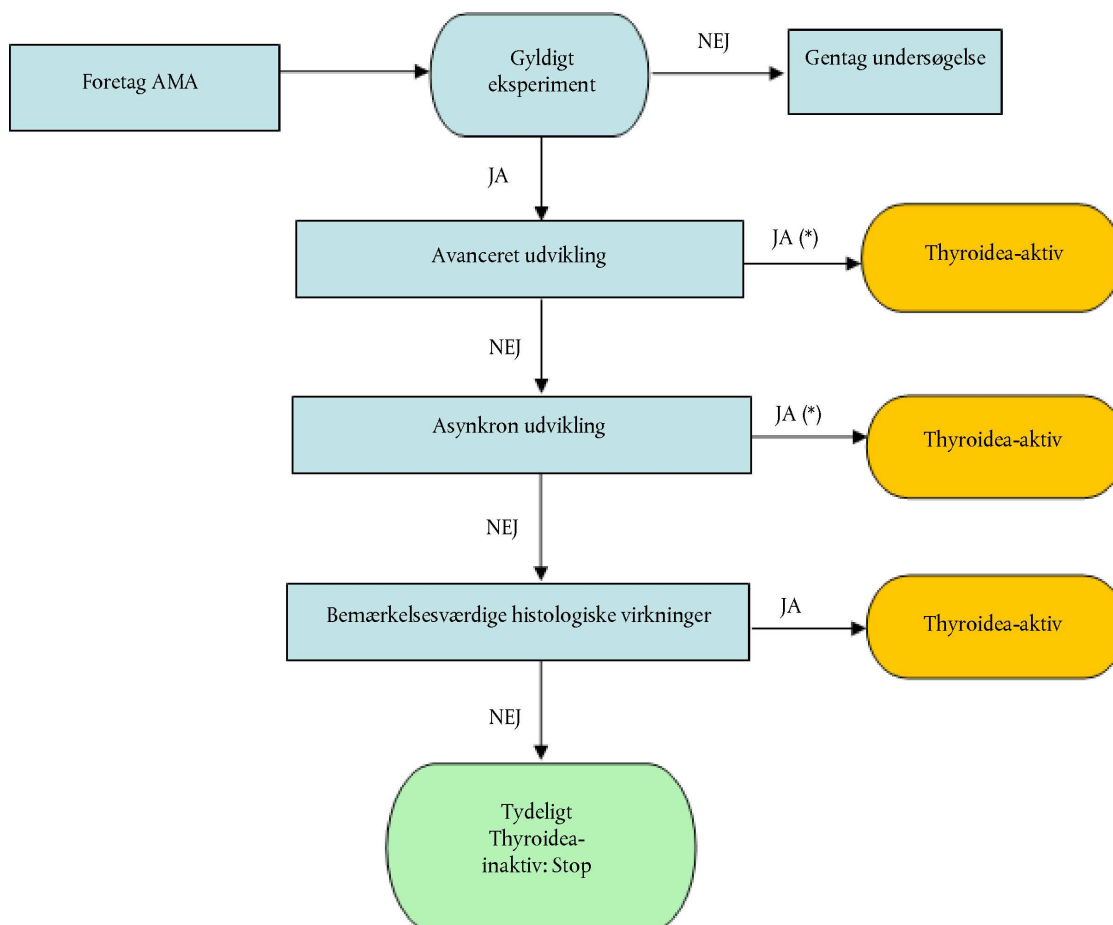 Foretag AMA
Gyldigt
eksperiment
NEJ
Gentag undersøgelse
JA
Avanceret udvikling
JA (*)
Thyroidea-aktiv
NEJ
Asynkron udvikling
JA (*)
Thyroidea-aktiv
NEJ
Bemærkelsesværdige histologiske virkninger
JA
Thyroidea-aktiv
NEJ
Tydeligt
Thyroidea-
inaktiv: Stop